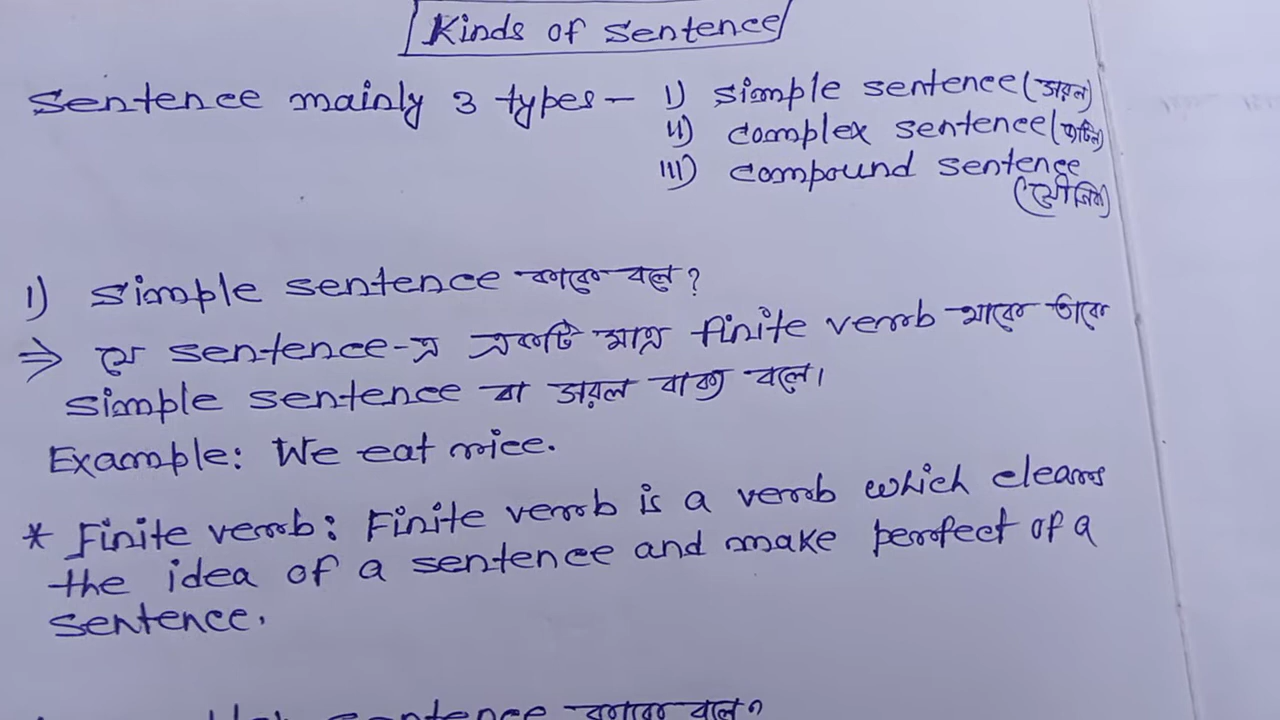 Kinds of Sentence
Sentence mainly 3 types - i) simple sentence (সরল)
ii) complex sentence (জটিল)
iii) compound sentence
(যৌগিক)
1) simple sentence কাকে বলে?
⇒ যে sentence-এ একটি মাত্র finite verb থাকে তাকে
simple sentence বা সরল বাক্য বলে।
Example: We eat rice.
* Finite verb: Finite verb is a verb which clears
the idea of a sentence and make perfect of a
sentence.
sentence কাকে বলে?